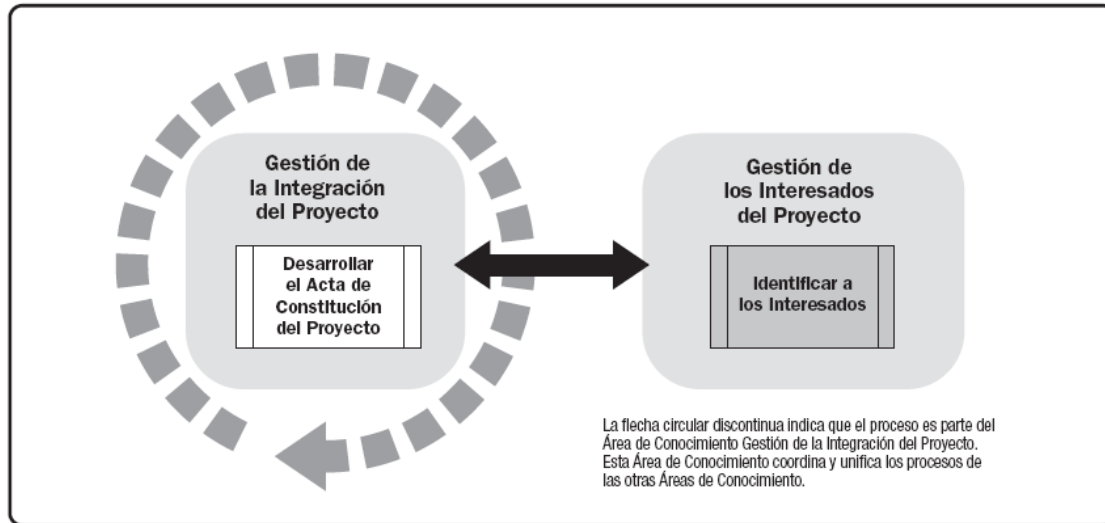 Gestión de
la Integración
del Proyecto
Desarrollar
el Acta de
Constitución
del Proyecto
Gestión de
los Interesados
del Proyecto
Identificar a
los Interesados
La flecha circular discontinua indica que el proceso es parte del
Área de Conocimiento Gestión de la Integración del Proyecto.
Esta Área de Conocimiento coordina y unifica los procesos de
las otras Áreas de Conocimiento.